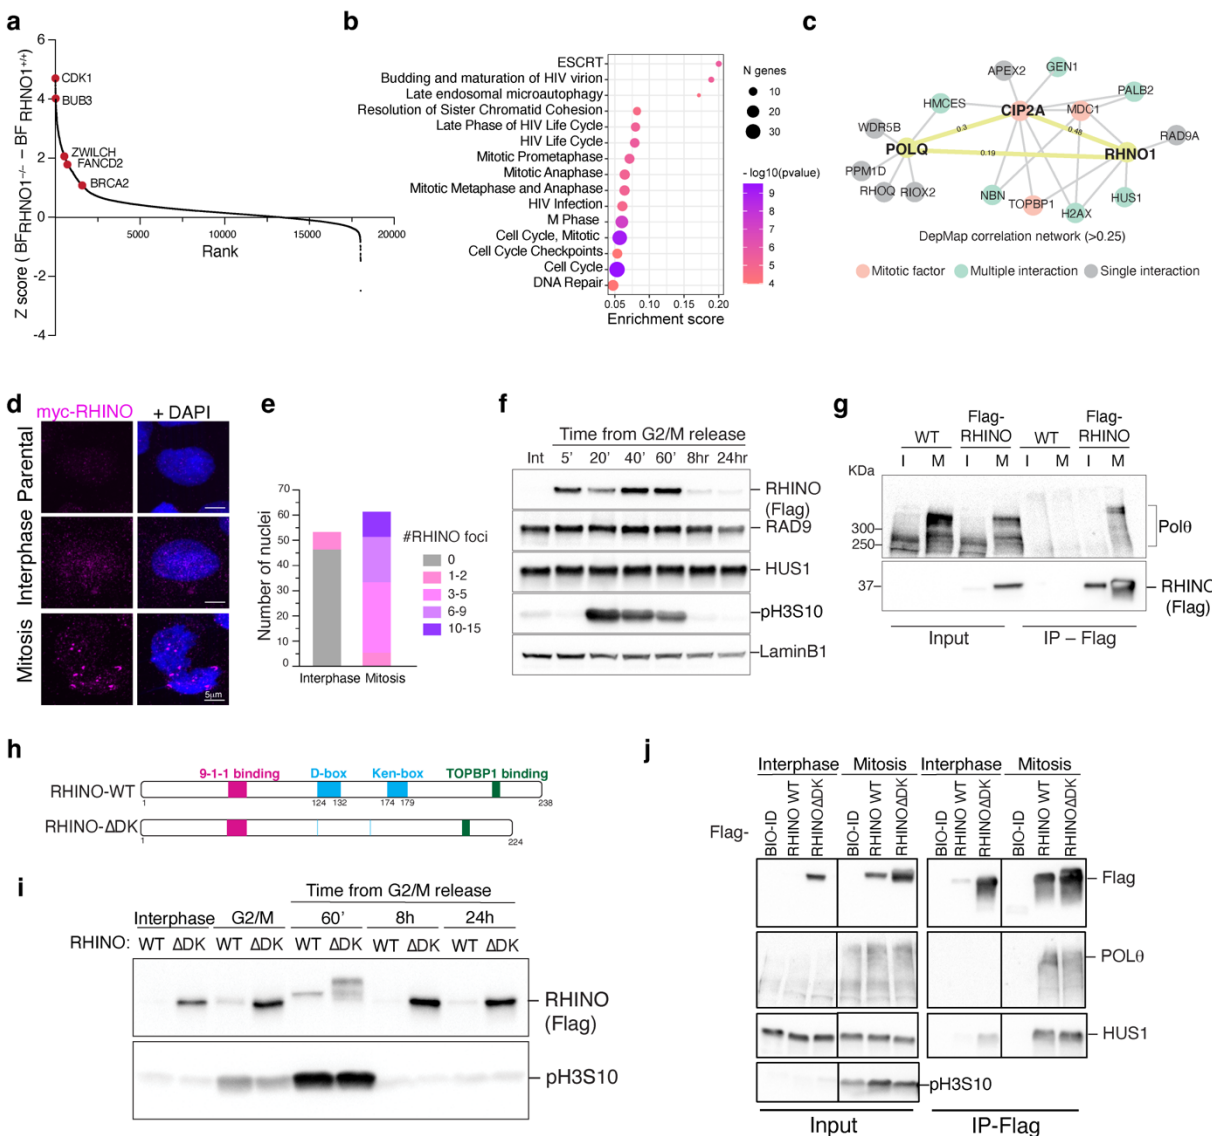 a
Z score ( BF RHNO1−/− – BF RHNO1+/+)
6
4
2
0
-2
-4
CDK1
BUB3
ZWILCH
FANCD2
BRCA2
5000
10000
15000
20000
Rank
b
ESCRT
Budding and maturation of HIV virion
Late endosomal microautophagy
Resolution of Sister Chromatid Cohesion
Late Phase of HIV Life Cycle
HIV Life Cycle
Mitotic Prometaphase
Mitotic Anaphase
Mitotic Metaphase and Anaphase
HIV Infection
M Phase
Cell Cycle, Mitotic
Cell Cycle Checkpoints
Cell Cycle
DNA Repair
0.05 0.10 0.15 0.20
Enrichment score
N genes
10
20
30
- log10(pvalue)
9
8
7
6
5
4
c
APEX2
GEN1
HMCES
CIP2A
MDC1
PALB2
WDR5B
0.3
0.48
RAD9A
POLQ
0.19
RHNO1
PPM1D
RHOQ
RIOX2
NBN
TOPBP1
H2AX
HUS1
DepMap correlation network (>0.25)
Mitotic factor
Multiple interaction
Single interaction
d
myc-RHINO
+ DAPI
Parental
Interphase
Mitosis
5μm
e
Number of nuclei
70
60
50
40
30
20
10
0
Interphase Mitosis
#RHINO foci
0
1-2
3-5
6-9
10-15
f
Time from G2/M release
Int 5' 20' 40' 60' 8hr 24hr
RHINO
(Flag)
RAD9
HUS1
pH3S10
LaminB1
g
Flag-
RHINO
Flag-
RHINO
WT
WT
I M I M I M I M
KDa
300
250
Polθ
37
RHINO
(Flag)
Input
IP – Flag
h
9-1-1 binding
D-box
Ken-box
TOPBP1 binding
RHINO-WT
1 124 132 174 179 238
RHINO-ΔDK
1 224
i
Time from G2/M release
Interphase G2/M 60' 8h 24h
RHINO: WT ΔDK WT ΔDK WT ΔDK WT ΔDK WT ΔDK
RHINO
(Flag)
pH3S10
j
Interphase Mitosis Interphase Mitosis
Flag-
BIO-ID RHINO WT RHINOΔDK BIO-ID RHINO WT RHINOΔDK BIO-ID RHINO WT RHINOΔDK BIO-ID RHINO WT RHINOΔDK
Flag
POLθ
HUS1
pH3S10
Input
IP-Flag